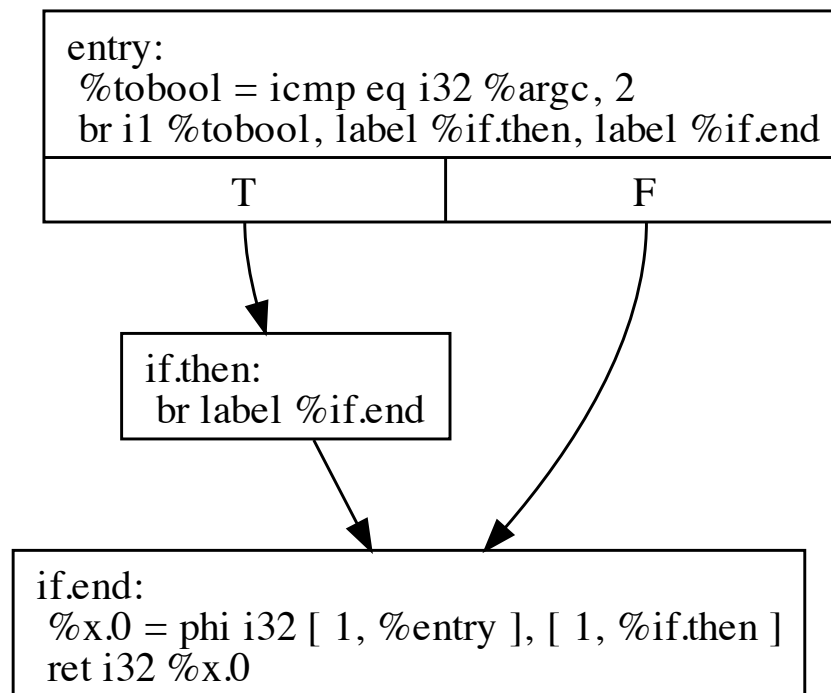 entry:
%tobool = icmp eq i32 %argc, 2
br i1 %tobool, label %if.then, label %if.end
T
F
if.then:
br label %if.end
if.end:
%x.0 = phi i32 [ 1, %entry ], [ 1, %if.then ]
ret i32 %x.0